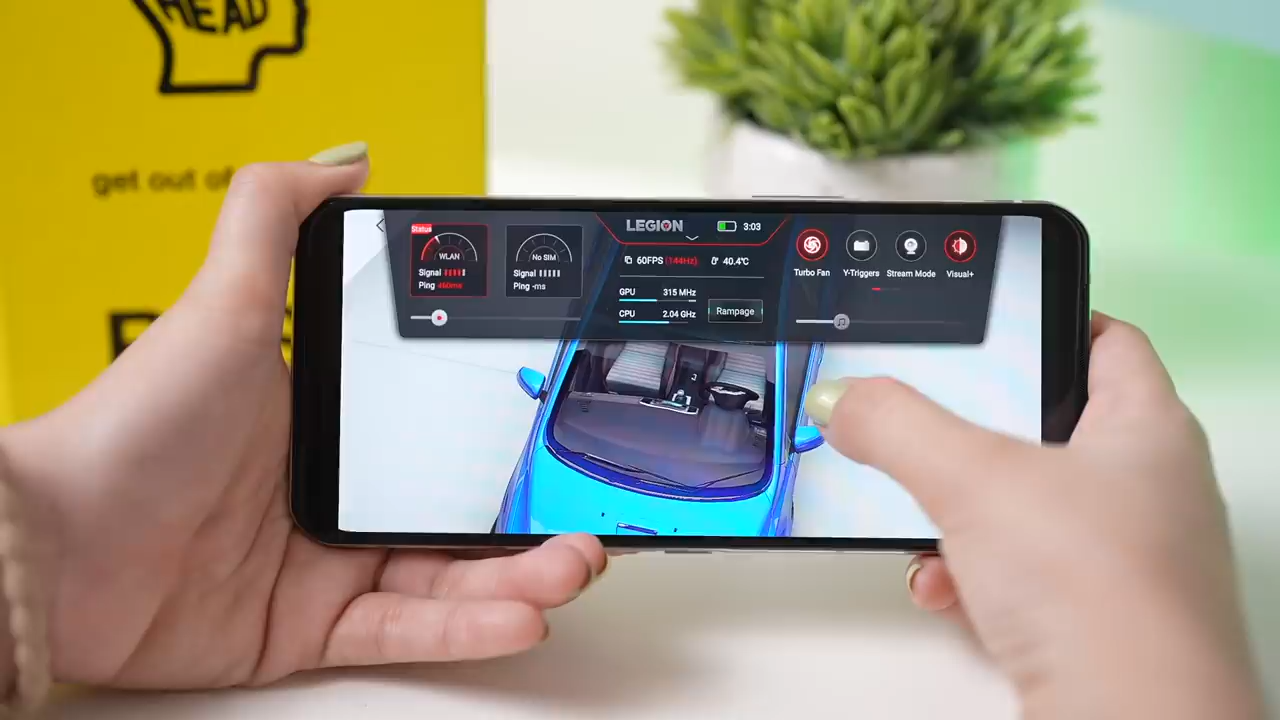 HEAD
get out of
Status
WLAN
Signal
Ping 460ms
No SIM
Signal
Ping -ms
LEGION
3:03
60FPS (144Hz)
40.4℃
GPU 315 MHz
CPU 2.04 GHz
Rampage
Turbo Fan
Y-Triggers
Stream Mode
Visual+